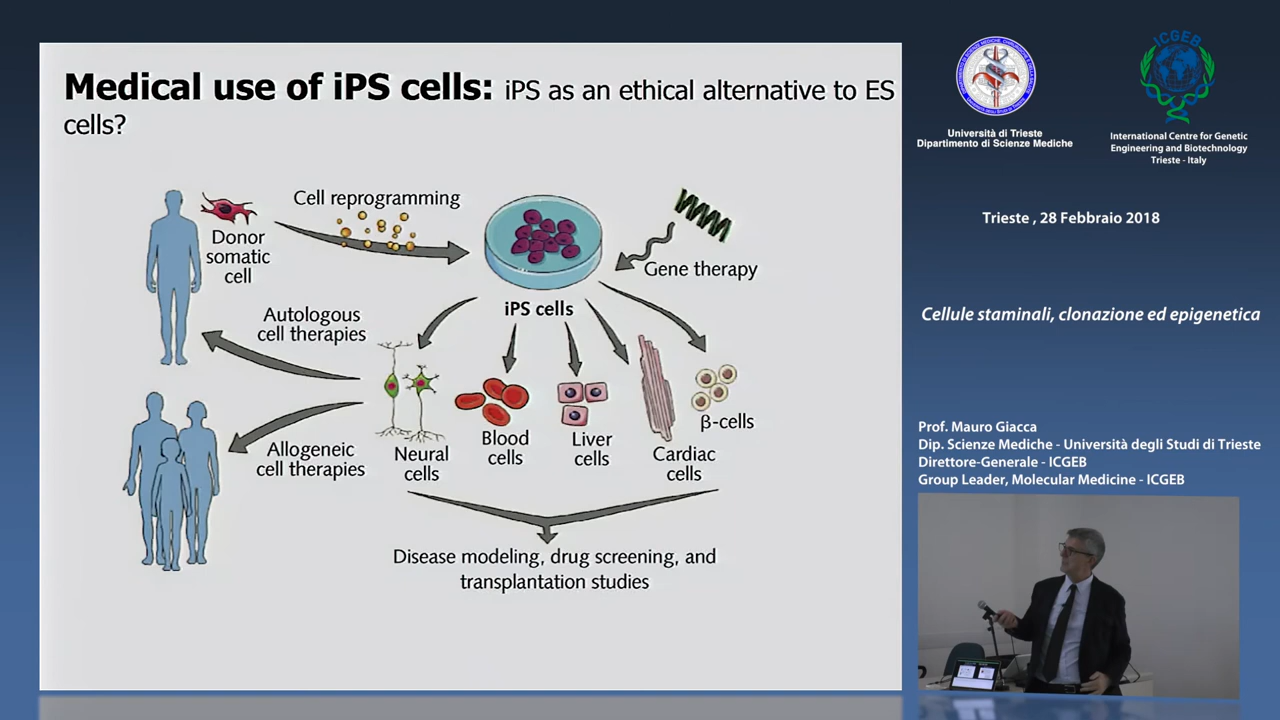 Medical use of iPS cells: iPS as an ethical alternative to ES
cells?
Cell reprogramming
Donor
somatic
cell
Gene therapy
iPS cells
Autologous
cell therapies
Allogeneic
cell therapies
Neural
cells
Blood
cells
Liver
cells
Cardiac
cells
β-cells
Disease modeling, drug screening, and
transplantation studies
ICGEB
Università di Trieste
Dipartimento di Scienze Mediche
International Centre for Genetic
Engineering and Biotechnology
Trieste - Italy
Trieste , 28 Febbraio 2018
Cellule staminali, clonazione ed epigenetica
Prof. Mauro Giacca
Dip. Scienze Mediche - Università degli Studi di Trieste
Direttore-Generale - ICGEB
Group Leader, Molecular Medicine - ICGEB